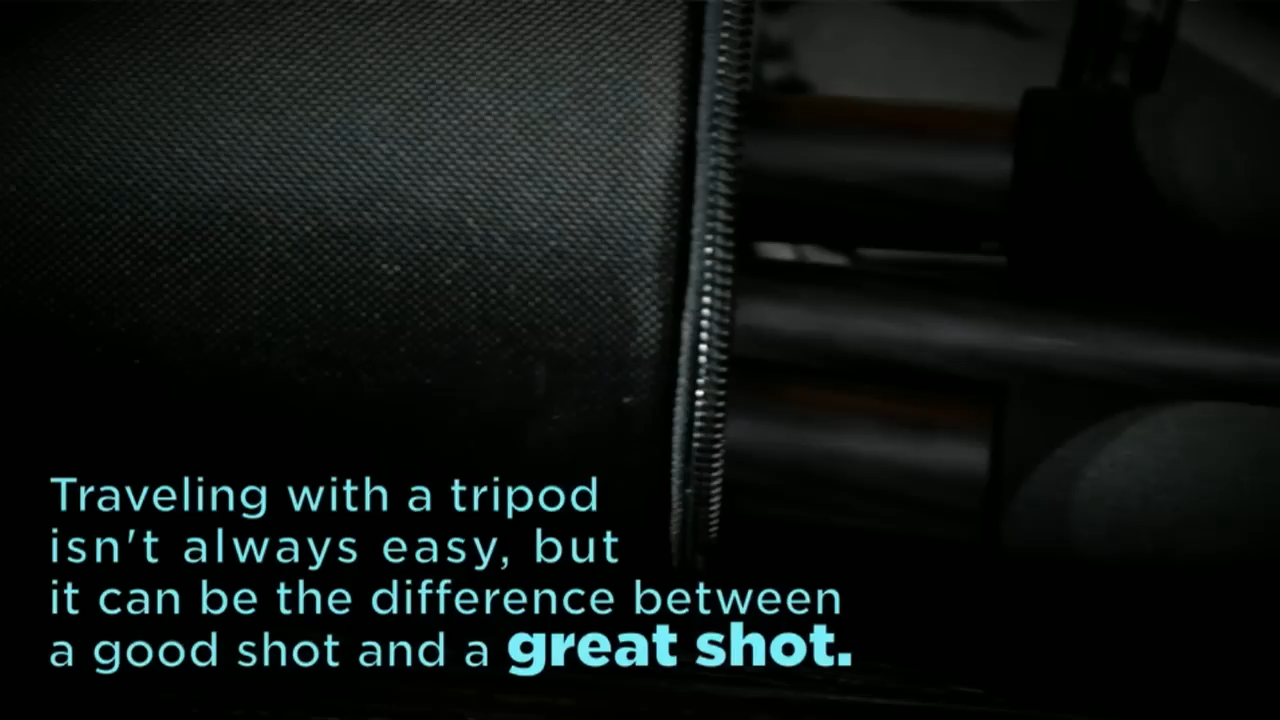 Traveling with a tripod
isn't always easy, but
it can be the difference between
a good shot and a great shot.